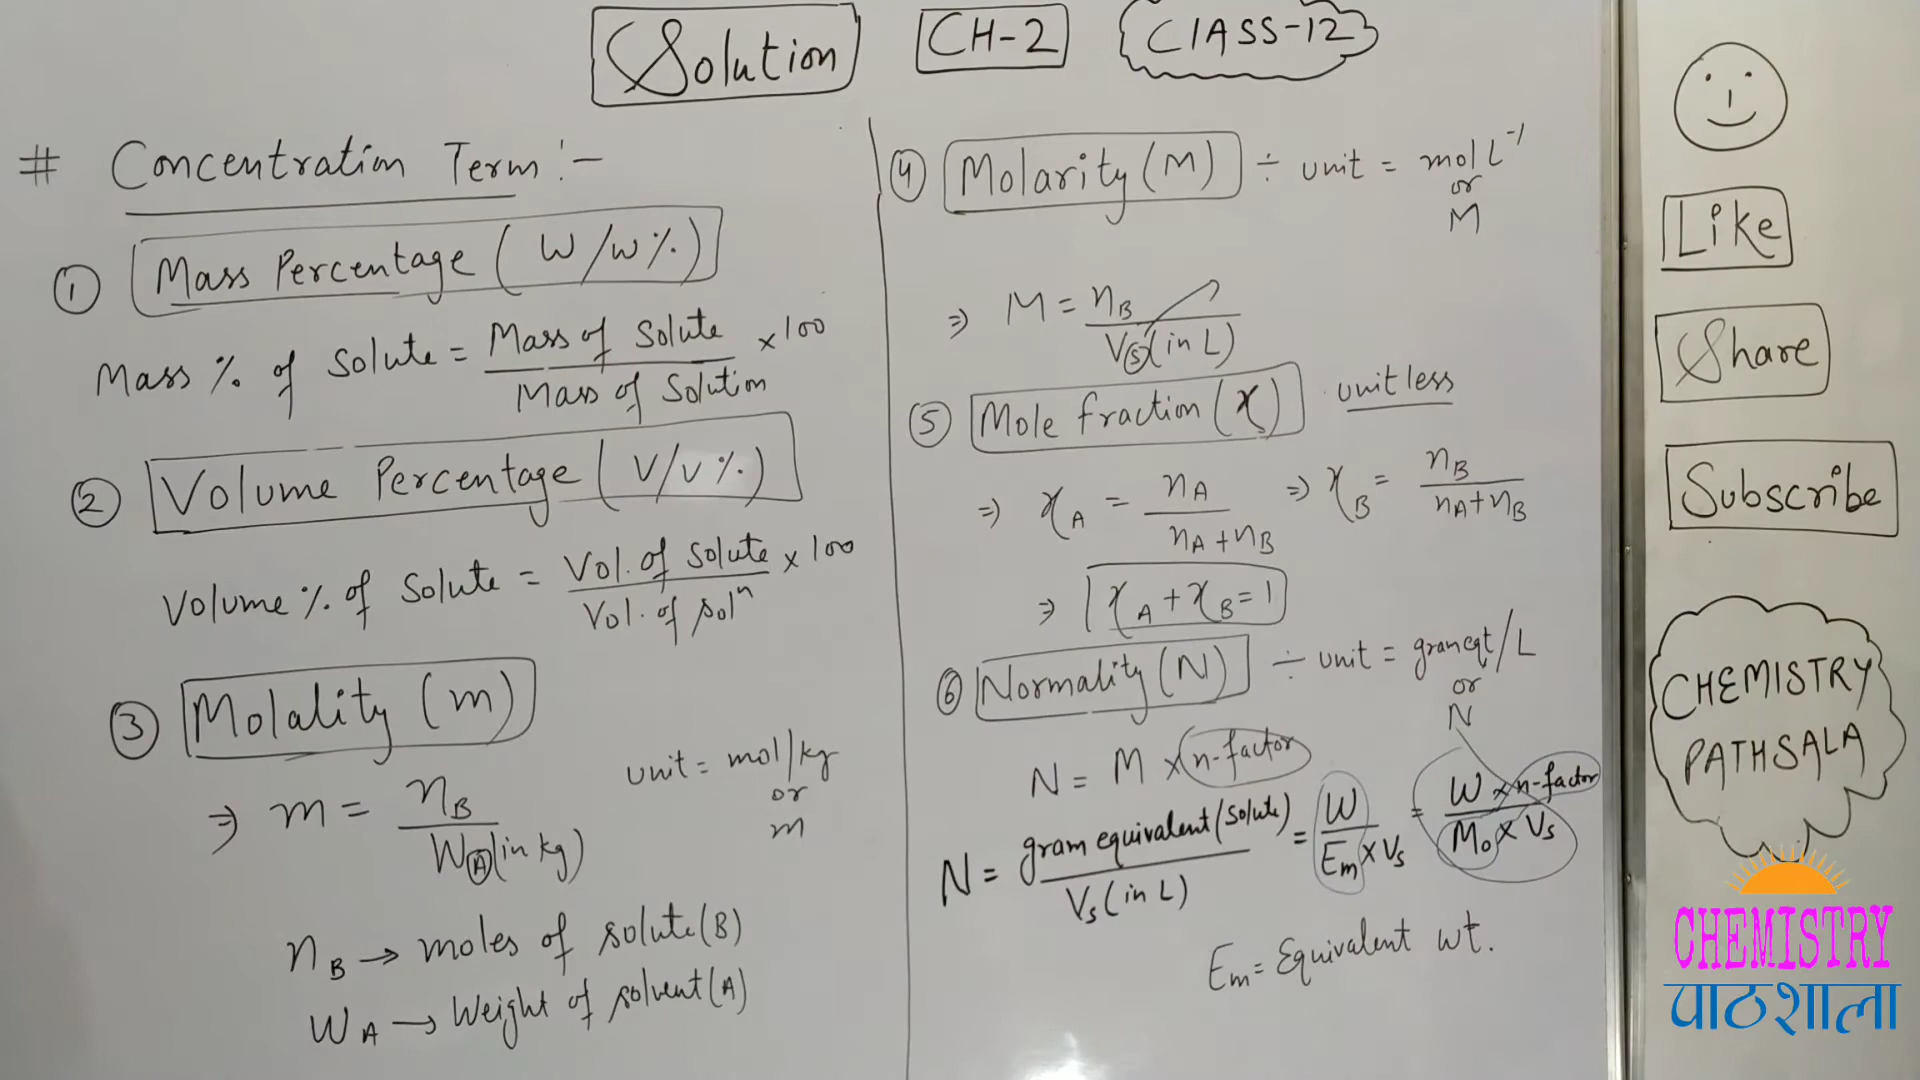 Solution CH-2 CLASS-12
# Concentration Term :-
① Mass Percentage ( W/W %)
Mass % of Solute = Mass of Solute / Mass of Solution × 100
② Volume Percentage ( V/V %)
Volume % of Solute = Vol. of Solute / Vol. of solⁿ × 100
③ Molality (m)
⇒ m = nB / WA (in kg)
unit = mol/kg
or
m
nB → moles of solute(B)
WA → Weight of solvent(A)
④ Molarity (M) ÷ unit = mol L⁻¹
or
M
⇒ M = nB / Vs (in L)
⑤ Mole fraction (χ) unitless
⇒ χA = nA / nA + nB ⇒ χB = nB / nA + nB
⇒ χA + χB = 1
⑥ Normality (N) ÷ unit = gram eqt/L
or
N
N = M × n-factor
N = gram equivalent (Solute) / Vs (in L) = W / Em × Vs = W × n-factor / Mo × Vs
Em = Equivalent wt.
Like
Share
Subscribe
CHEMISTRY
PATHSALA
CHEMISTRY
पाठशाला